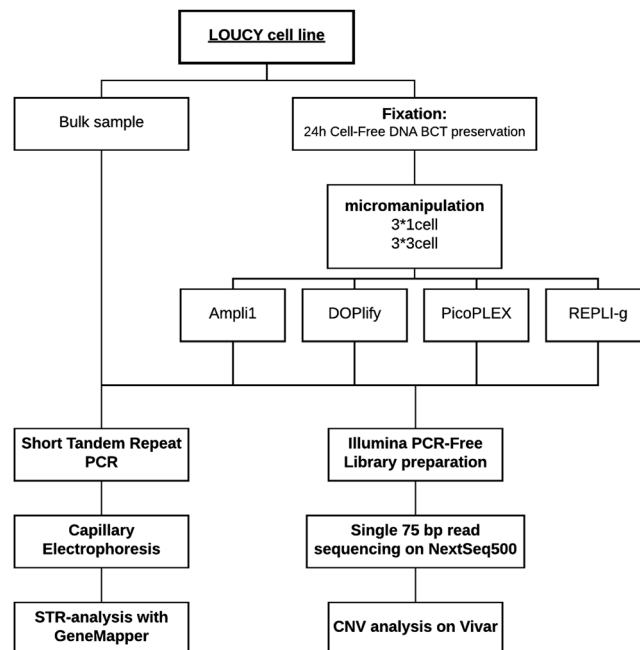 LOUCY cell line
Bulk sample
Fixation:
24h Cell-Free DNA BCT preservation
micromanipulation
3*1cell
3*3cell
Ampli1
DOPlify
PicoPLEX
REPLI-g
Short Tandem Repeat
PCR
Illumina PCR-Free
Library preparation
Capillary
Electrophoresis
Single 75 bp read
sequencing on NextSeq500
STR-analysis with
GeneMapper
CNV analysis on Vivar